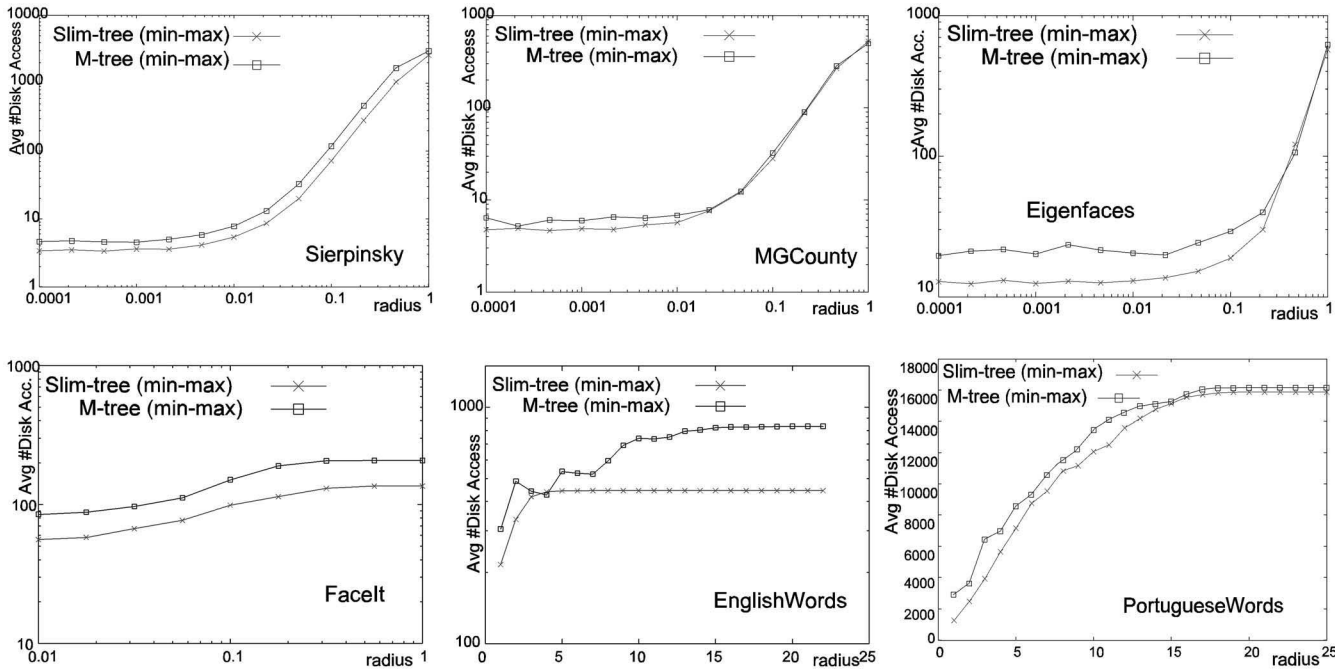 10000
1000
100
10
1
Avg #Disk Access
Slim-tree (min-max)
M-tree (min-max)
Sierpinsky
0.0001 0.001 0.01 0.1 1
radius
1000
100
10
1
Avg #Disk Access
Slim-tree (min-max)
M-tree (min-max)
MGCounty
0.0001 0.001 0.01 0.1 1
radius
1000
100
10
Avg #Disk Acc.
Slim-tree (min-max)
M-tree (min-max)
Eigenfaces
0.0001 0.001 0.01 0.1 1
radius
1000
100
10
Avg #Disk Acc.
Slim-tree (min-max)
M-tree (min-max)
FaceIt
0.01 0.1 1
radius
1000
100
Avg #Disk Access
Slim-tree (min-max)
M-tree (min-max)
EnglishWords
0 5 10 15 20 25
radius
18000
16000
14000
12000
10000
8000
6000
4000
2000
0
Avg #Disk Access
Slim-tree (min-max)
M-tree (min-max)
PortugueseWords
0 5 10 15 20 25
radius